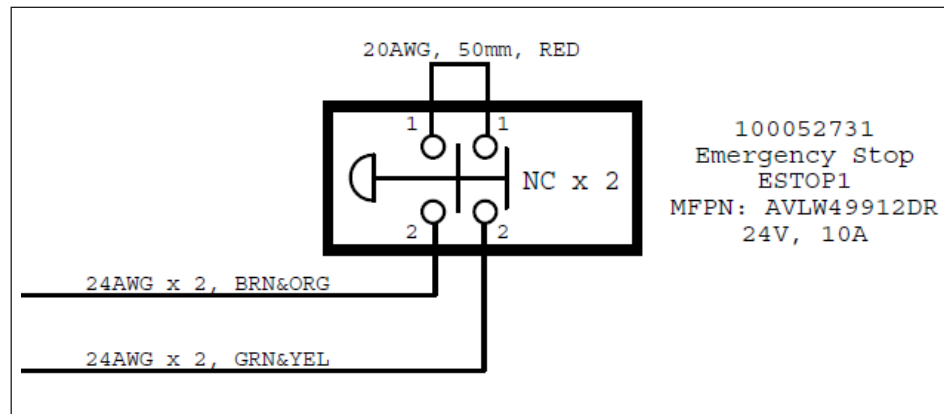 20AWG, 50mm, RED
1 1
NC x 2
2 2
100052731
Emergency Stop
ESTOP1
MFPN: AVLW49912DR
24V, 10A
24AWG x 2, BRN&ORG
24AWG x 2, GRN&YEL